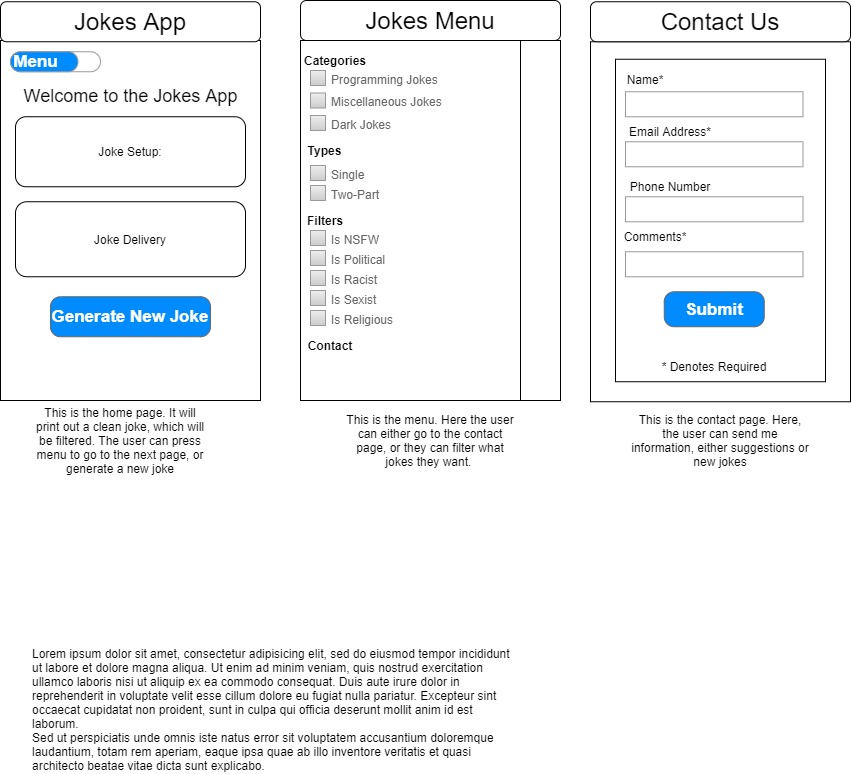 Jokes App
Menu
Welcome to the Jokes App
Joke Setup:
Joke Delivery
Generate New Joke
This is the home page. It will
print out a clean joke, which will
be filtered. The user can press
menu to go to the next page, or
generate a new joke
Jokes Menu
Categories
Programming Jokes
Miscellaneous Jokes
Dark Jokes
Types
Single
Two-Part
Filters
Is NSFW
Is Political
Is Racist
Is Sexist
Is Religious
Contact
This is the menu. Here the user
can either go to the contact
page, or they can filter what
jokes they want.
Contact Us
Name*
Email Address*
Phone Number
Comments*
Submit
* Denotes Required
This is the contact page. Here,
the user can send me
information, either suggestions or
new jokes
Lorem ipsum dolor sit amet, consectetur adipisicing elit, sed do eiusmod tempor incididunt
ut labore et dolore magna aliqua. Ut enim ad minim veniam, quis nostrud exercitation
ullamco laboris nisi ut aliquip ex ea commodo consequat. Duis aute irure dolor in
reprehenderit in voluptate velit esse cillum dolore eu fugiat nulla pariatur. Excepteur sint
occaecat cupidatat non proident, sunt in culpa qui officia deserunt mollit anim id est
laborum.
Sed ut perspiciatis unde omnis iste natus error sit voluptatem accusantium doloremque
laudantium, totam rem aperiam, eaque ipsa quae ab illo inventore veritatis et quasi
architecto beatae vitae dicta sunt explicabo.